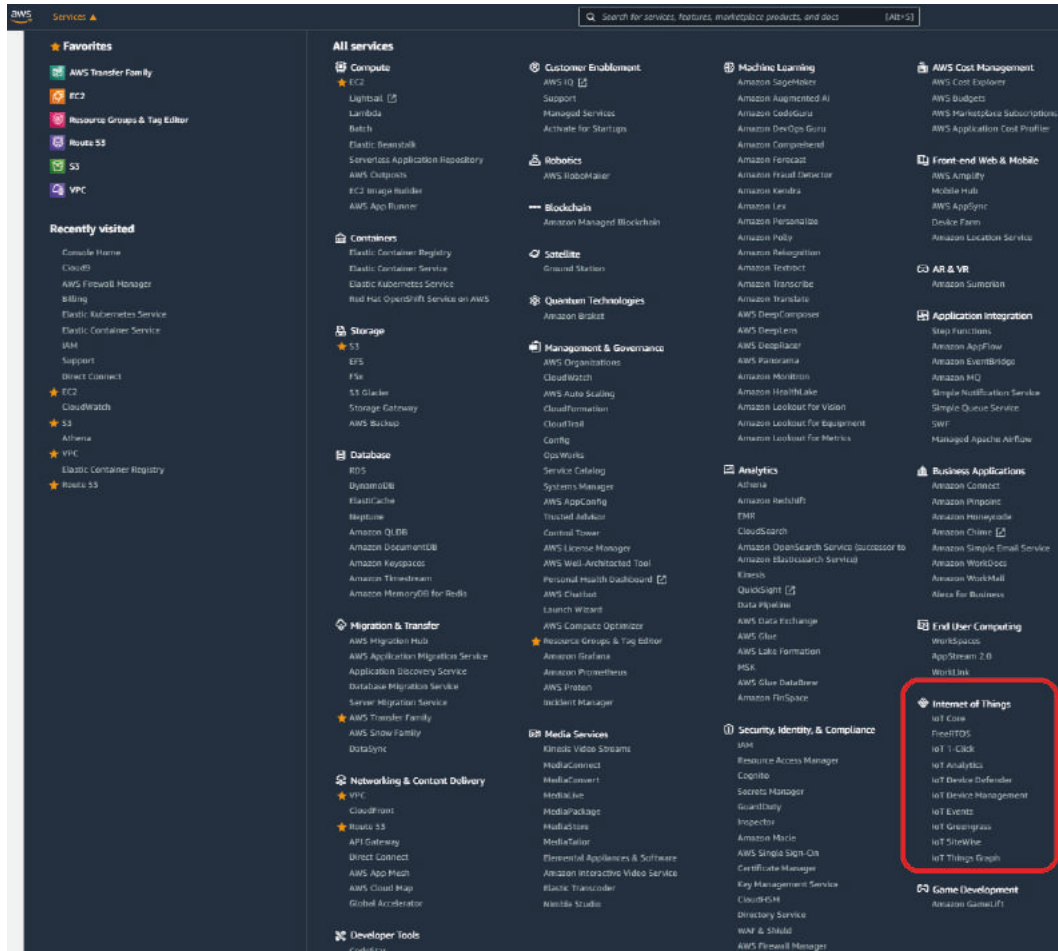 aws
Services ▲
Search for services, features, marketplace products, and docs [Alt+S]
Favorites
AWS Transfer Family
EC2
Resource Groups & Tag Editor
Route 53
S3
VPC
Recently visited
Console Home
Cloud9
AWS Firewall Manager
Billing
Elastic Kubernetes Service
Elastic Container Service
IAM
Support
Direct Connect
EC2
CloudWatch
S3
Athena
VPC
Elastic Container Registry
Route 53
All services
Compute
EC2
Lightsail
Lambda
Batch
Elastic Beanstalk
Serverless Application Repository
AWS Outposts
EC2 Image Builder
AWS App Runner
Containers
Elastic Container Registry
Elastic Container Service
Elastic Kubernetes Service
Red Hat OpenShift Service on AWS
Storage
S3
EFS
FSx
S3 Glacier
Storage Gateway
AWS Backup
Database
RDS
DynamoDB
ElastiCache
Neptune
Amazon QLDB
Amazon DocumentDB
Amazon Keyspaces
Amazon Timestream
Amazon MemoryDB for Redis
Migration & Transfer
AWS Migration Hub
AWS Application Migration Service
Application Discovery Service
Database Migration Service
Server Migration Service
AWS Transfer Family
AWS Snow Family
DataSync
Networking & Content Delivery
VPC
CloudFront
Route 53
API Gateway
Direct Connect
AWS App Mesh
AWS Cloud Map
Global Accelerator
Developer Tools
CodeStar
Customer Enablement
AWS IQ
Support
Managed Services
Activate for Startups
Robotics
AWS RoboMaker
Blockchain
Amazon Managed Blockchain
Satellite
Ground Station
Quantum Technologies
Amazon Braket
Management & Governance
AWS Organizations
CloudWatch
AWS Auto Scaling
CloudFormation
CloudTrail
Config
OpsWorks
Service Catalog
Systems Manager
AWS AppConfig
Trusted Advisor
Control Tower
AWS License Manager
AWS Well-Architected Tool
Personal Health Dashboard
AWS Chatbot
Launch Wizard
AWS Compute Optimizer
Resource Groups & Tag Editor
Amazon Grafana
Amazon Prometheus
AWS Proton
Incident Manager
Media Services
Kinesis Video Streams
MediaConnect
MediaConvert
MediaLive
MediaPackage
MediaStore
MediaTailor
Elemental Appliances & Software
Amazon Interactive Video Service
Elastic Transcoder
Nimble Studio
Machine Learning
Amazon SageMaker
Amazon Augmented AI
Amazon CodeGuru
Amazon DevOps Guru
Amazon Comprehend
Amazon Forecast
Amazon Fraud Detector
Amazon Kendra
Amazon Lex
Amazon Personalize
Amazon Polly
Amazon Rekognition
Amazon Textract
Amazon Transcribe
Amazon Translate
AWS DeepComposer
AWS DeepLens
AWS DeepRacer
AWS Panorama
Amazon Monitron
Amazon HealthLake
Amazon Lookout for Vision
Amazon Lookout for Equipment
Amazon Lookout for Metrics
Analytics
Athena
Amazon Redshift
EMR
CloudSearch
Amazon OpenSearch Service (successor to
Amazon Elasticsearch Service)
Kinesis
QuickSight
Data Pipeline
AWS Data Exchange
AWS Glue
AWS Lake Formation
MSK
AWS Glue DataBrew
Amazon FinSpace
Security, Identity, & Compliance
IAM
Resource Access Manager
Cognito
Secrets Manager
GuardDuty
Inspector
Amazon Macie
AWS Single Sign-On
Certificate Manager
Key Management Service
CloudHSM
Directory Service
WAF & Shield
AWS Firewall Manager
AWS Cost Management
AWS Cost Explorer
AWS Budgets
AWS Marketplace Subscriptions
AWS Application Cost Profiler
Front-end Web & Mobile
AWS Amplify
Mobile Hub
AWS AppSync
Device Farm
Amazon Location Service
AR & VR
Amazon Sumerian
Application Integration
Step Functions
Amazon AppFlow
Amazon EventBridge
Amazon MQ
Simple Notification Service
Simple Queue Service
SWF
Managed Apache Airflow
Business Applications
Amazon Connect
Amazon Pinpoint
Amazon Honeycode
Amazon Chime
Amazon Simple Email Service
Amazon WorkDocs
Amazon WorkMail
Alexa for Business
End User Computing
WorkSpaces
AppStream 2.0
WorkLink
Internet of Things
IoT Core
FreeRTOS
IoT 1-Click
IoT Analytics
IoT Device Defender
IoT Device Management
IoT Events
IoT Greengrass
IoT SiteWise
IoT Things Graph
Game Development
Amazon GameLift